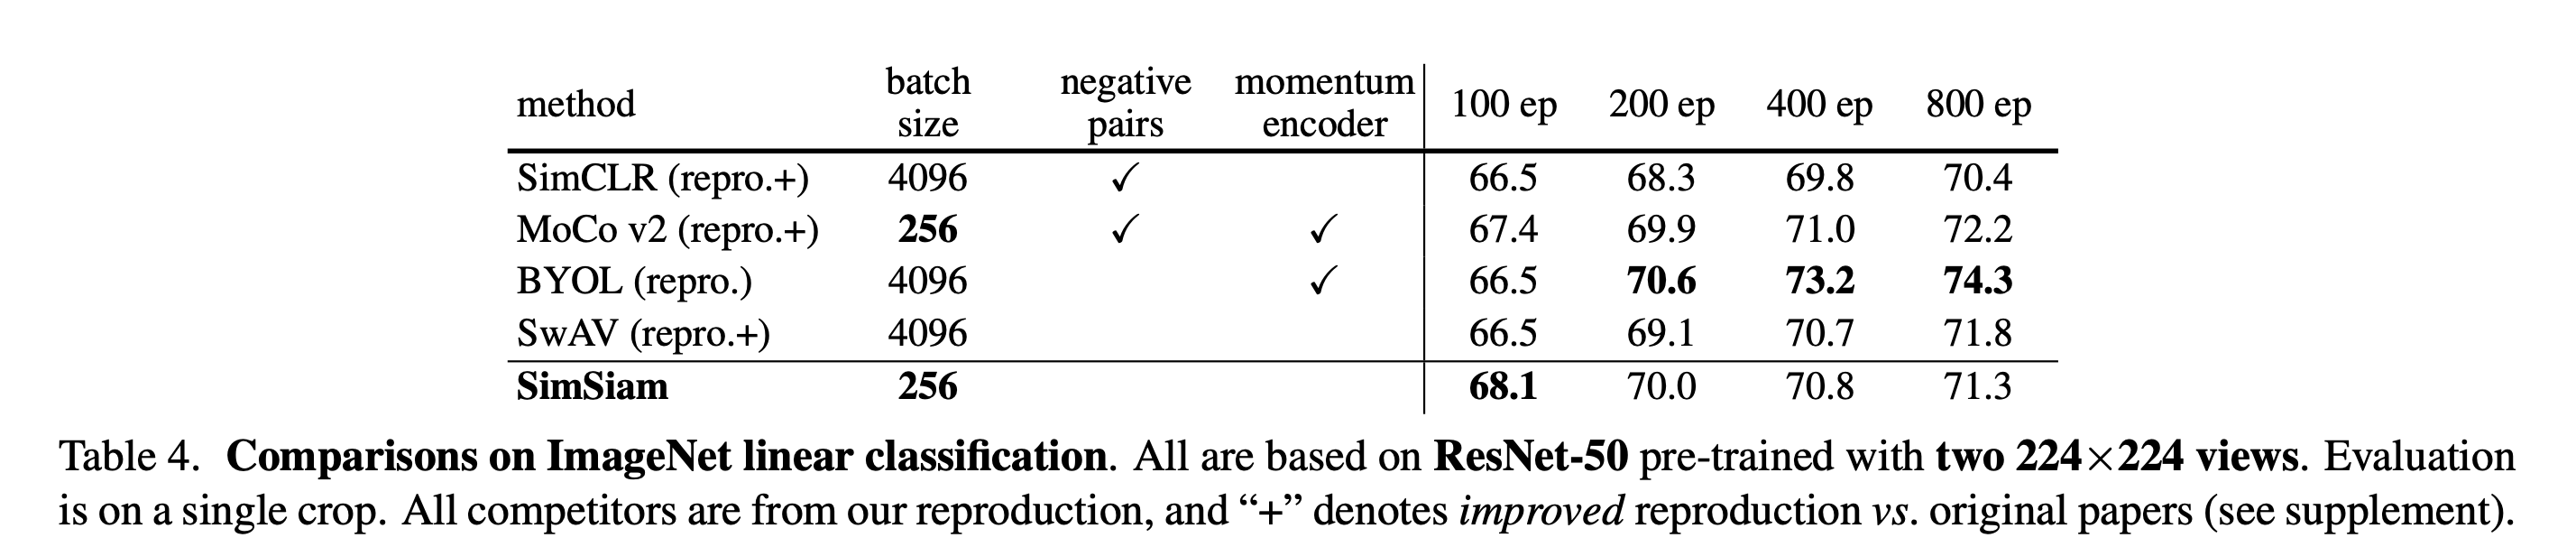 method batch size negative pairs momentum encoder 100 ep 200 ep 400 ep 800 ep
SimCLR (repro.+) 4096 ✓ 66.5 68.3 69.8 70.4
MoCo v2 (repro.+) 256 ✓ ✓ 67.4 69.9 71.0 72.2
BYOL (repro.) 4096 ✓ 66.5 70.6 73.2 74.3
SwAV (repro.+) 4096 66.5 69.1 70.7 71.8
SimSiam 256 68.1 70.0 70.8 71.3
Table 4. Comparisons on ImageNet linear classification. All are based on ResNet-50 pre-trained with two 224×224 views. Evaluation
is on a single crop. All competitors are from our reproduction, and “+” denotes improved reproduction vs. original papers (see supplement).